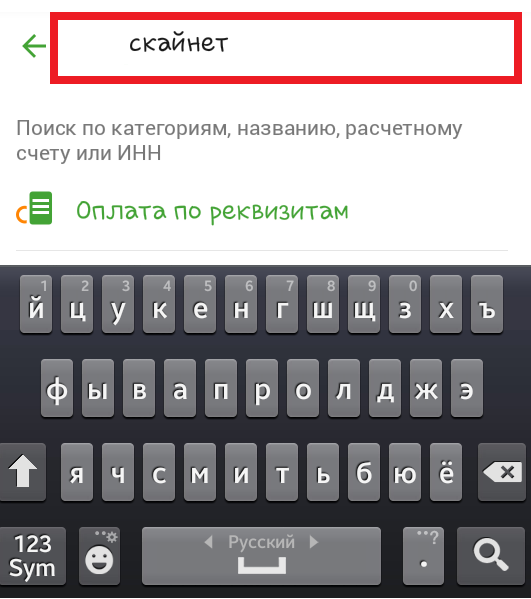 скайнет
Поиск по категориям, названию, расчетному
счету или ИНН
Оплата по реквизитам
1 2 3 4 5 6 7 8 9 0
й ц у к е н г ш щ з х ъ
ф ы в а п р о л д ж э
я ч с м и т ь б ю ё
123 Русский ?
Sym .